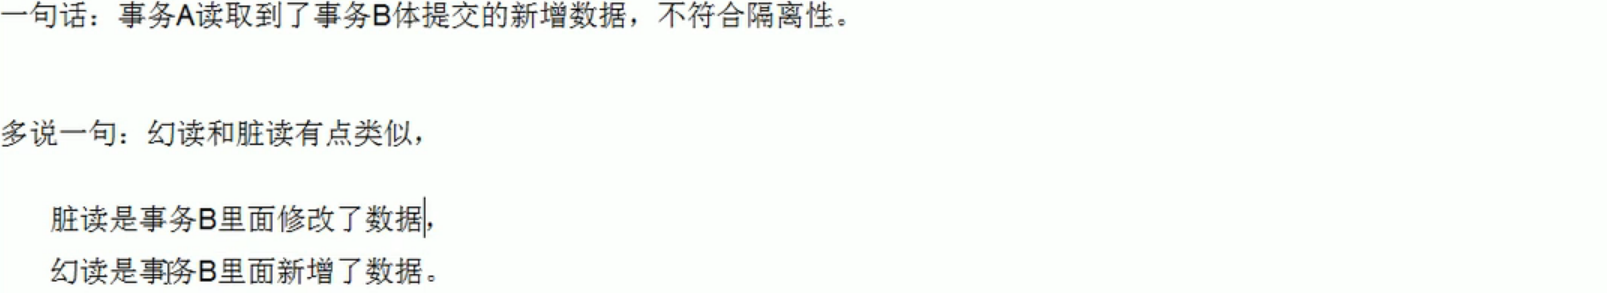 一句话：事务A读取到了事务B体提交的新增数据，不符合隔离性。
多说一句：幻读和脏读有点类似，
脏读是事务B里面修改了数据，
幻读是事务B里面新增了数据。